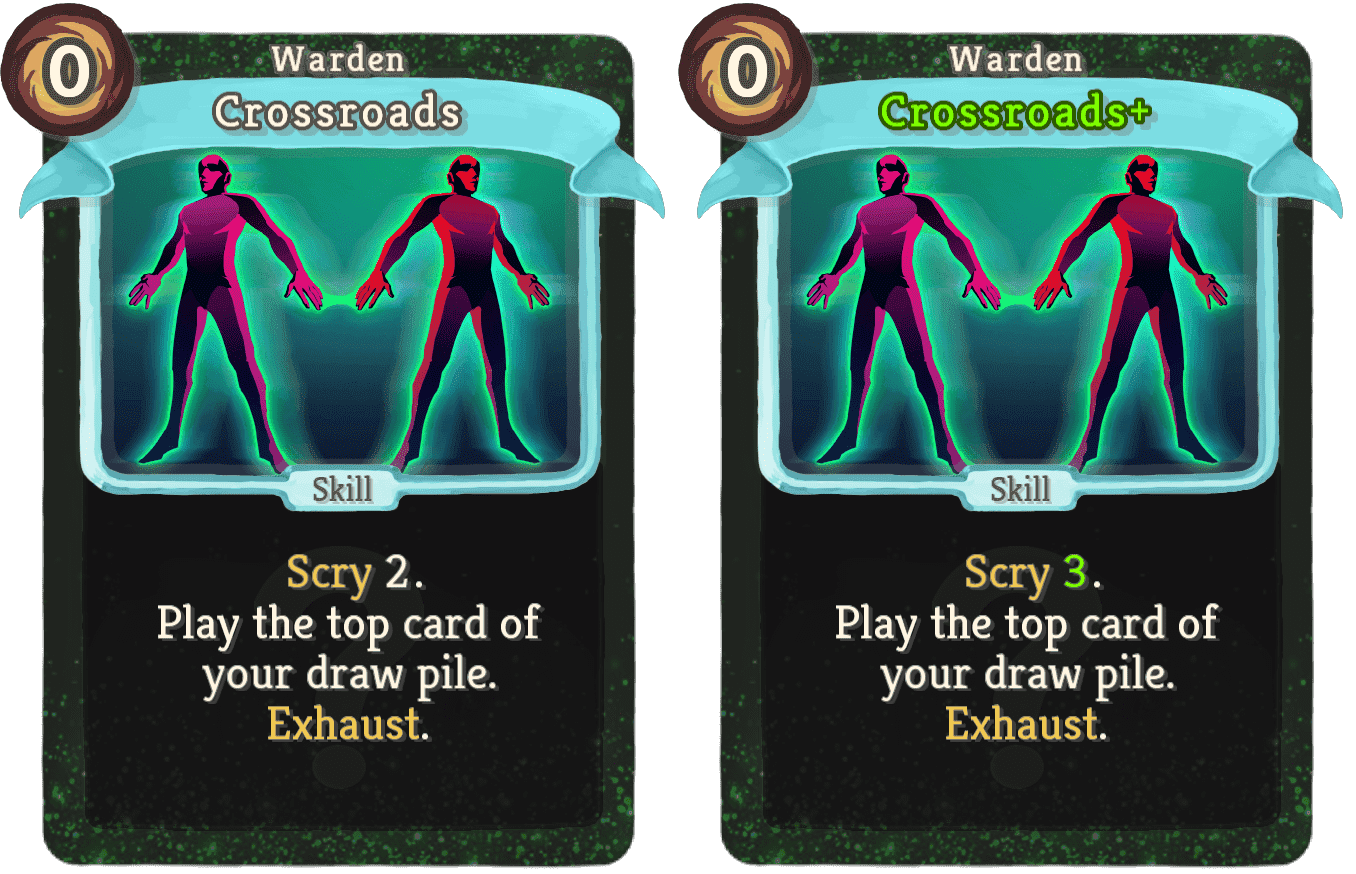 0
Warden
Crossroads
Skill
Scry 2.
Play the top card of
your draw pile.
Exhaust.
0
Warden
Crossroads+
Skill
Scry 3.
Play the top card of
your draw pile.
Exhaust.